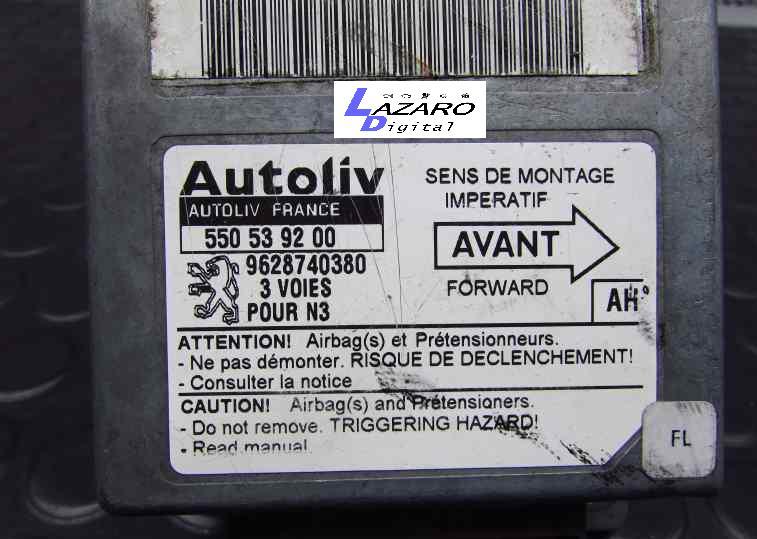 LAZARO
Digital
Autoliv
AUTOLIV FRANCE
550 53 92 00
9628740380
3 VOIES
POUR N3
SENS DE MONTAGE
IMPERATIF
AVANT
FORWARD
AH°
ATTENTION! Airbag(s) et Prétensionneurs.
- Ne pas démonter. RISQUE DE DECLENCHEMENT!
- Consulter la notice
CAUTION! Airbag(s) and Prétensioners.
- Do not remove. TRIGGERING HAZARD!
- Read manual.
FL